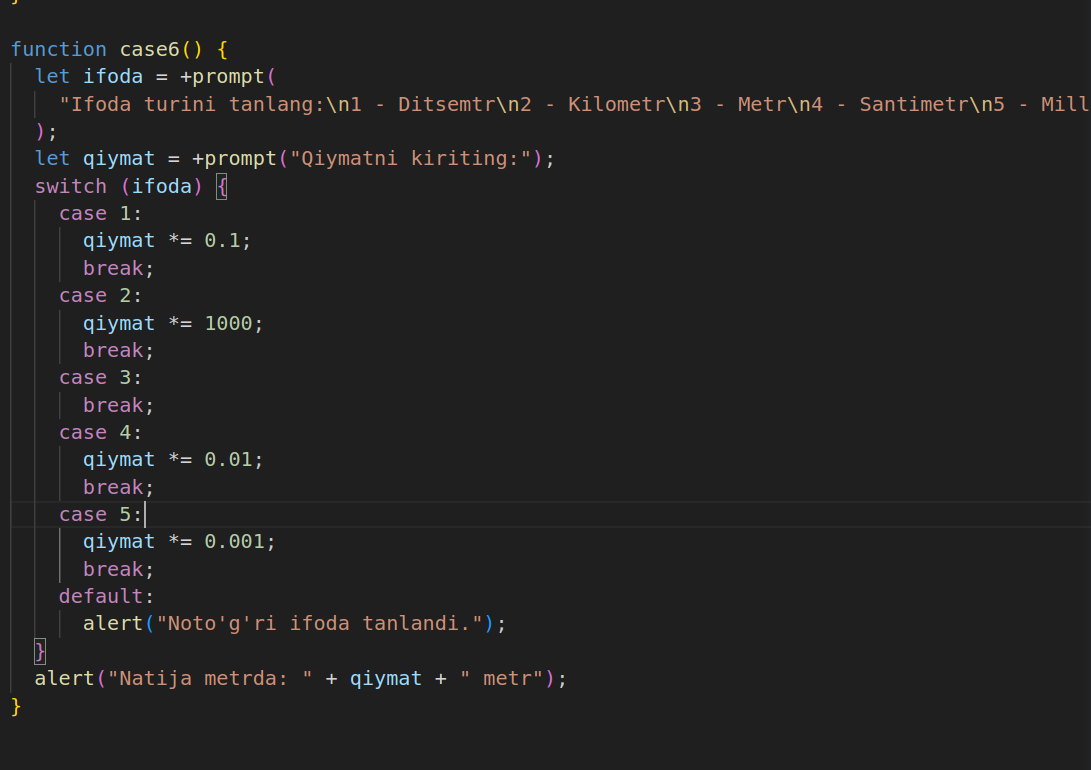 }
function case6() {
  let ifoda = +prompt(
    "Ifoda turini tanlang:\n1 - Ditsemtr\n2 - Kilometr\n3 - Metr\n4 - Santimetr\n5 - Mill
  );
  let qiymat = +prompt("Qiymatni kiriting:");
  switch (ifoda) {
    case 1:
      qiymat *= 0.1;
      break;
    case 2:
      qiymat *= 1000;
      break;
    case 3:
      break;
    case 4:
      qiymat *= 0.01;
      break;
    case 5:
      qiymat *= 0.001;
      break;
    default:
      alert("Noto'g'ri ifoda tanlandi.");
  }
  alert("Natija metrda: " + qiymat + " metr");
}